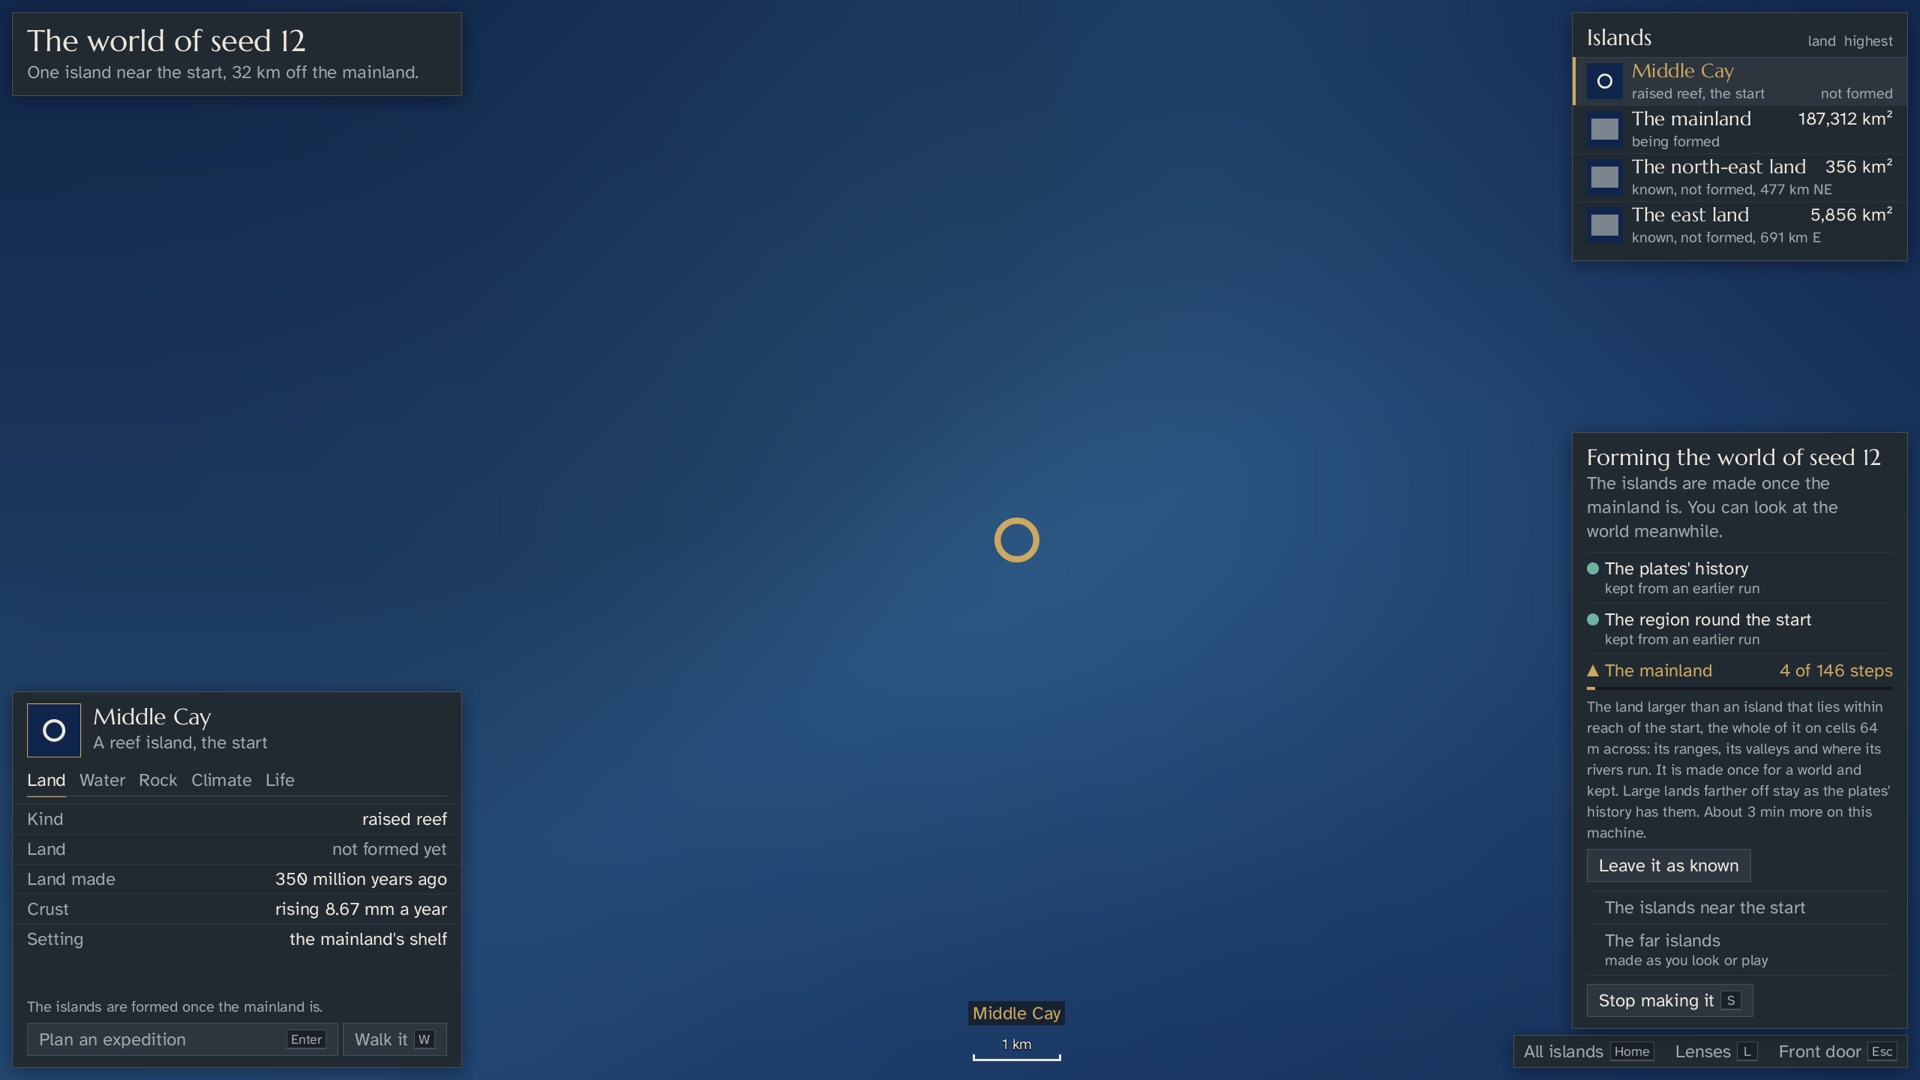 The world of seed 12
One island near the start, 32 km off the mainland.
Islands
land highest
Middle Cay
raised reef, the start
not formed
The mainland
187,312 km²
being formed
The north-east land
356 km²
known, not formed, 477 km NE
The east land
5,856 km²
known, not formed, 691 km E
Forming the world of seed 12
The islands are made once the
mainland is. You can look at the
world meanwhile.
The plates' history
kept from an earlier run
The region round the start
kept from an earlier run
The mainland
4 of 146 steps
The land larger than an island that lies within
reach of the start, the whole of it on cells 64
m across: its ranges, its valleys and where its
rivers run. It is made once for a world and
kept. Large lands farther off stay as the plates'
history has them. About 3 min more on this
machine.
Leave it as known
The islands near the start
The far islands
made as you look or play
Stop making it S
Middle Cay
A reef island, the start
Land Water Rock Climate Life
Kind raised reef
Land not formed yet
Land made 350 million years ago
Crust rising 8.67 mm a year
Setting the mainland's shelf
The islands are formed once the mainland is.
Plan an expedition Enter
Walk it W
Middle Cay
1 km
All islands Home
Lenses L
Front door Esc